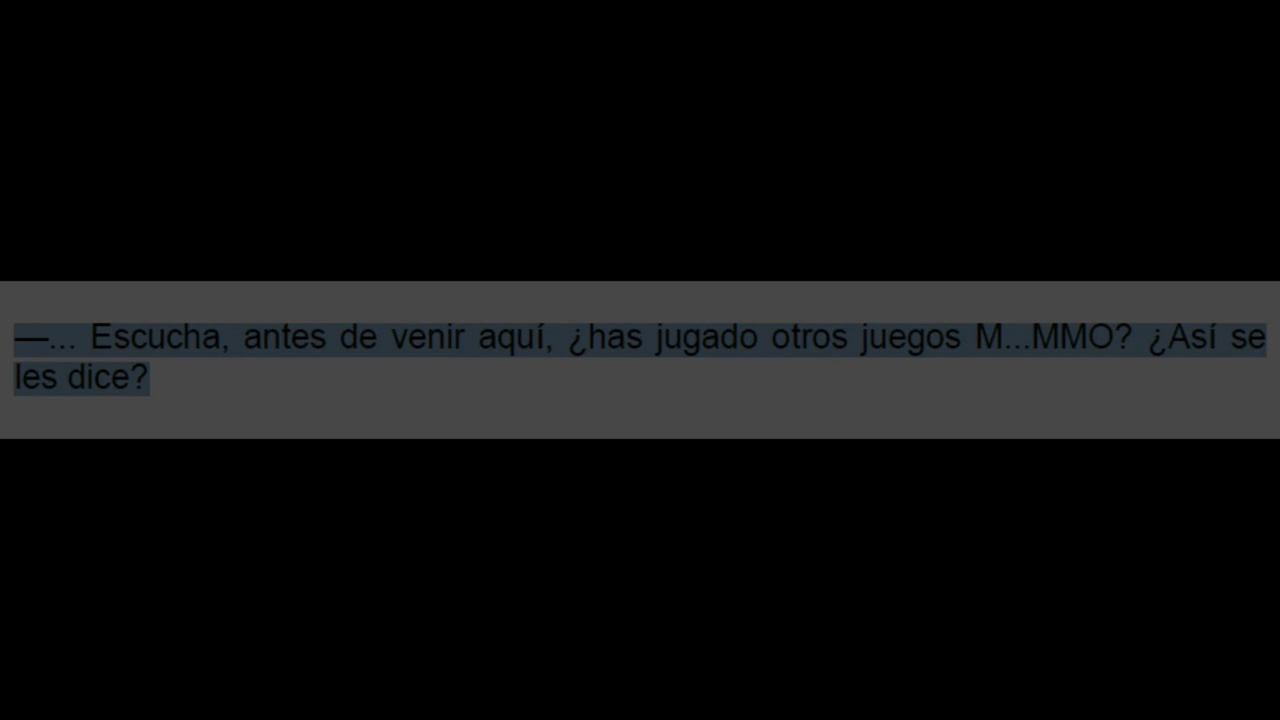 —... Escucha, antes de venir aquí, ¿has jugado otros juegos M...MMO? ¿Así se
les dice?